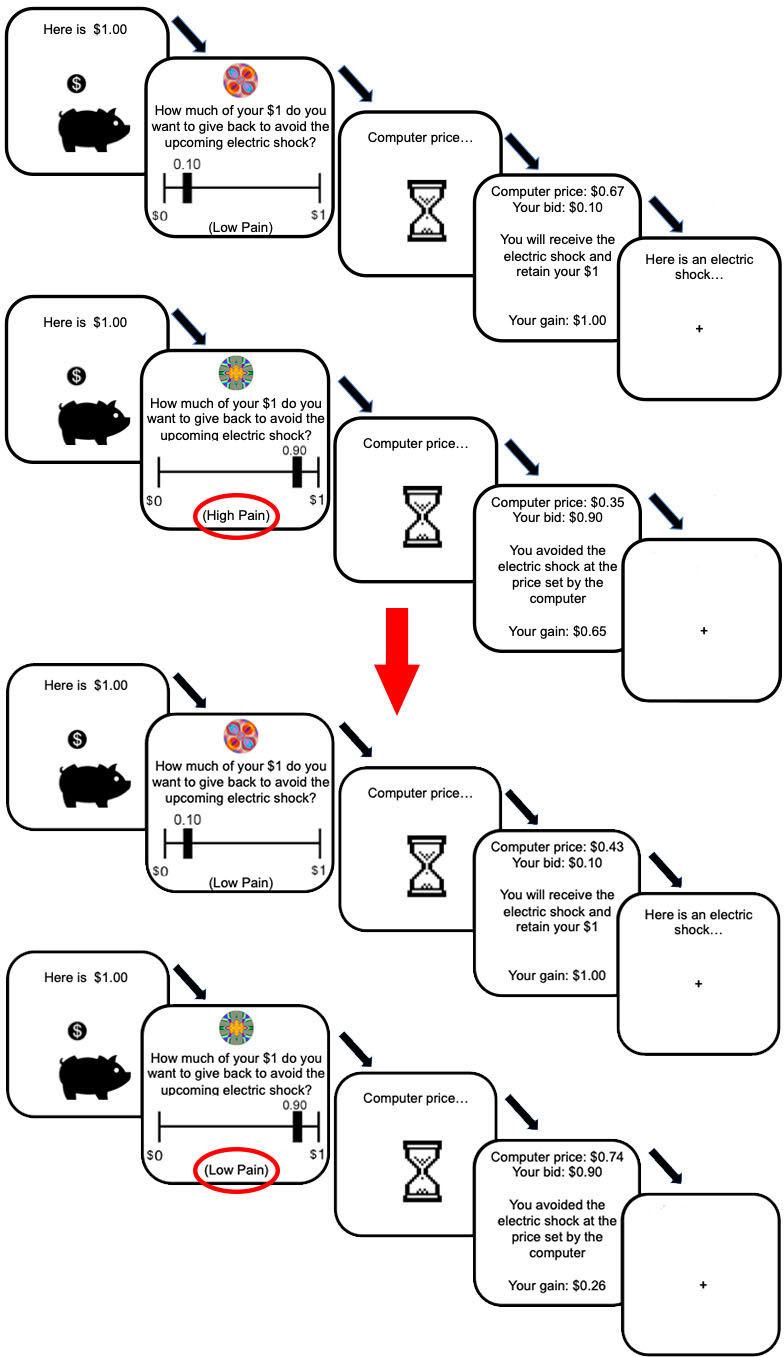 Here is $1.00
$
How much of your $1 do you
want to give back to avoid the
upcoming electric shock?
0.10
$0
$1
(Low Pain)
Computer price...
Computer price: $0.67
Your bid: $0.10
You will receive the
electric shock and
retain your $1
Your gain: $1.00
Here is an electric
shock...
+
Here is $1.00
$
How much of your $1 do you
want to give back to avoid the
upcoming electric shock?
0.90
$0
$1
(High Pain)
Computer price...
Computer price: $0.35
Your bid: $0.90
You avoided the
electric shock at the
price set by the
computer
Your gain: $0.65
+
Here is $1.00
$
How much of your $1 do you
want to give back to avoid the
upcoming electric shock?
0.10
$0
$1
(Low Pain)
Computer price...
Computer price: $0.43
Your bid: $0.10
You will receive the
electric shock and
retain your $1
Your gain: $1.00
Here is an electric
shock...
+
Here is $1.00
$
How much of your $1 do you
want to give back to avoid the
upcoming electric shock?
0.90
$0
$1
(Low Pain)
Computer price...
Computer price: $0.74
Your bid: $0.90
You avoided the
electric shock at the
price set by the
computer
Your gain: $0.26
+